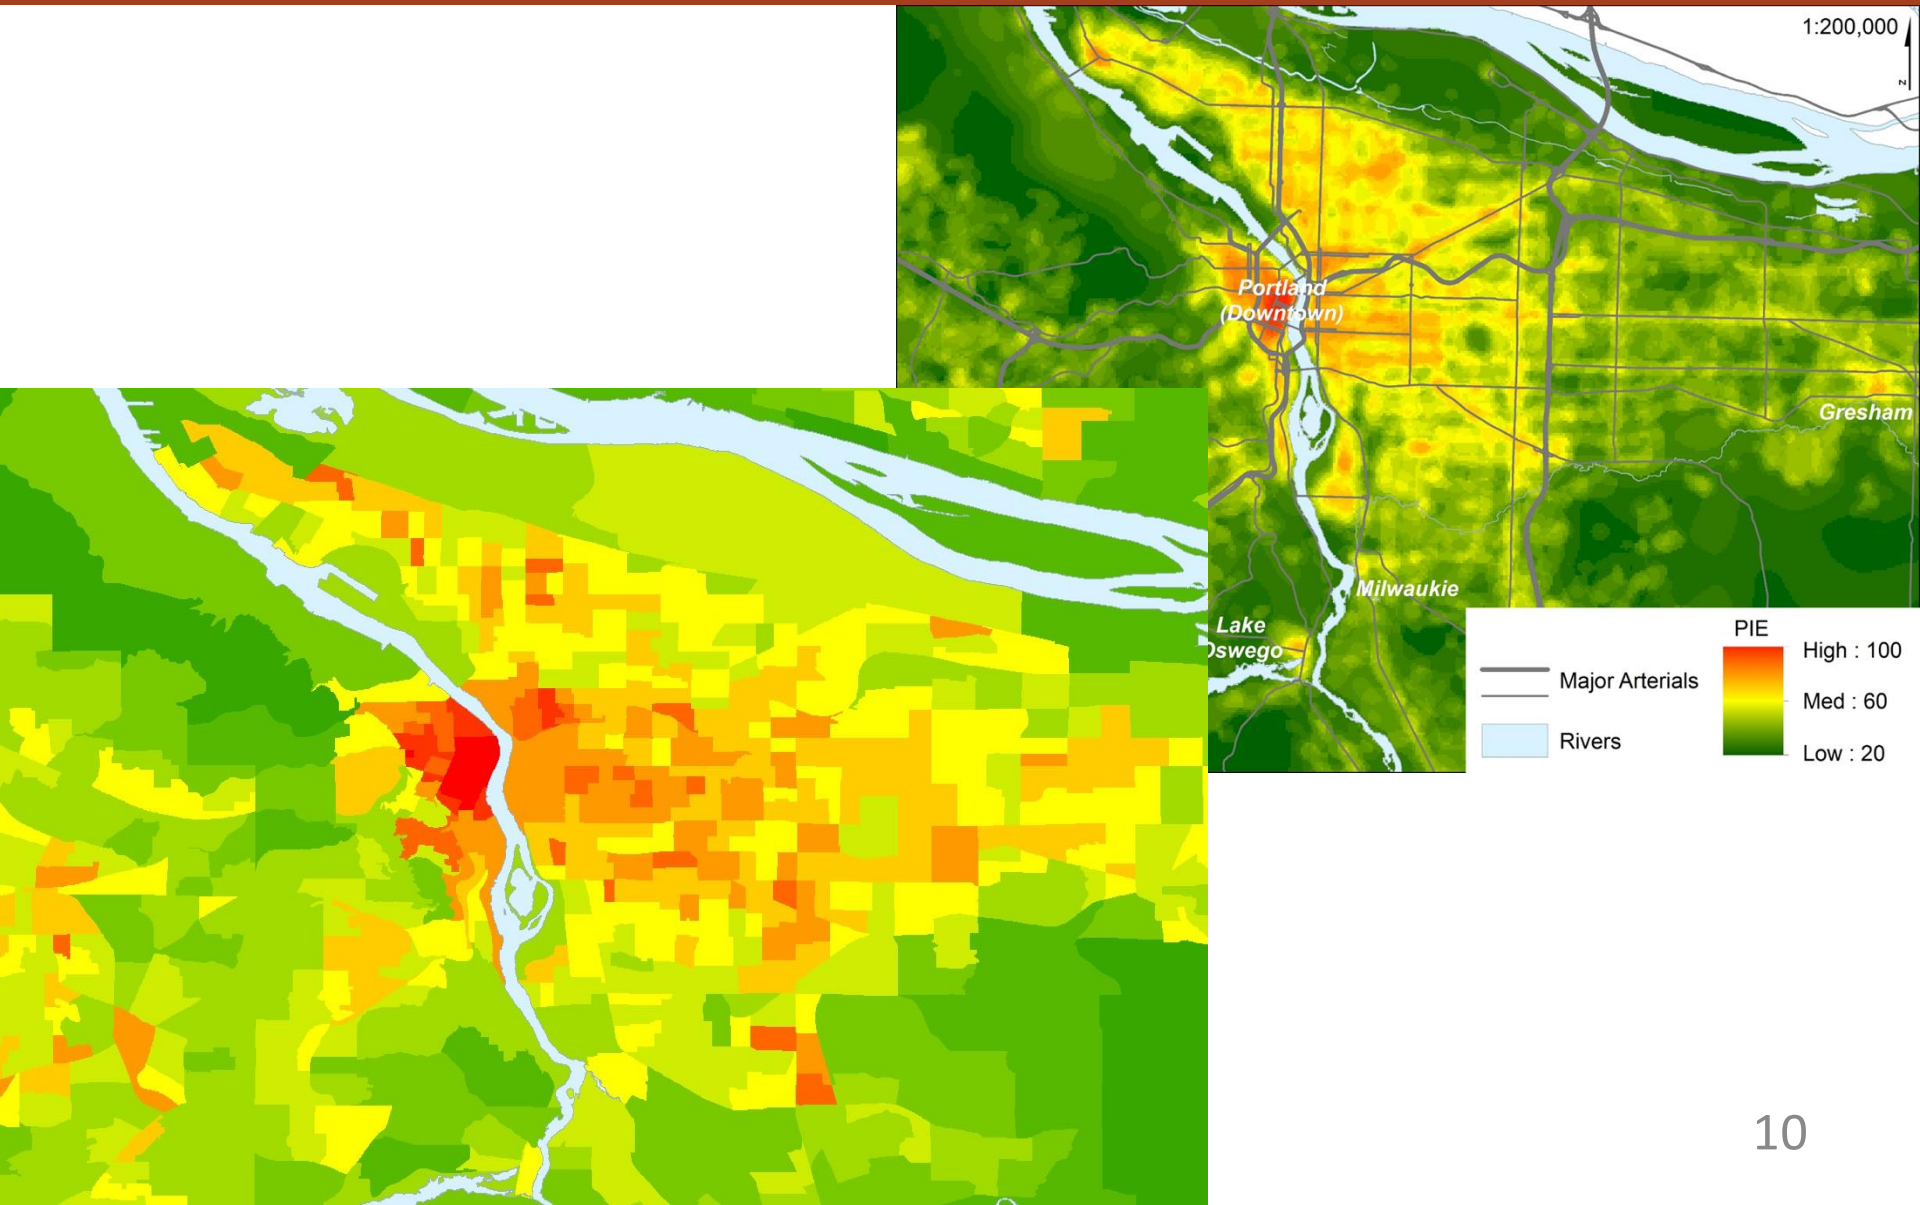 1:200,000
z
Portland
(Downtown)
Gresham
Milwaukie
Lake
Oswego
PIE
High : 100
Major Arterials
Med : 60
Rivers
Low : 20
10